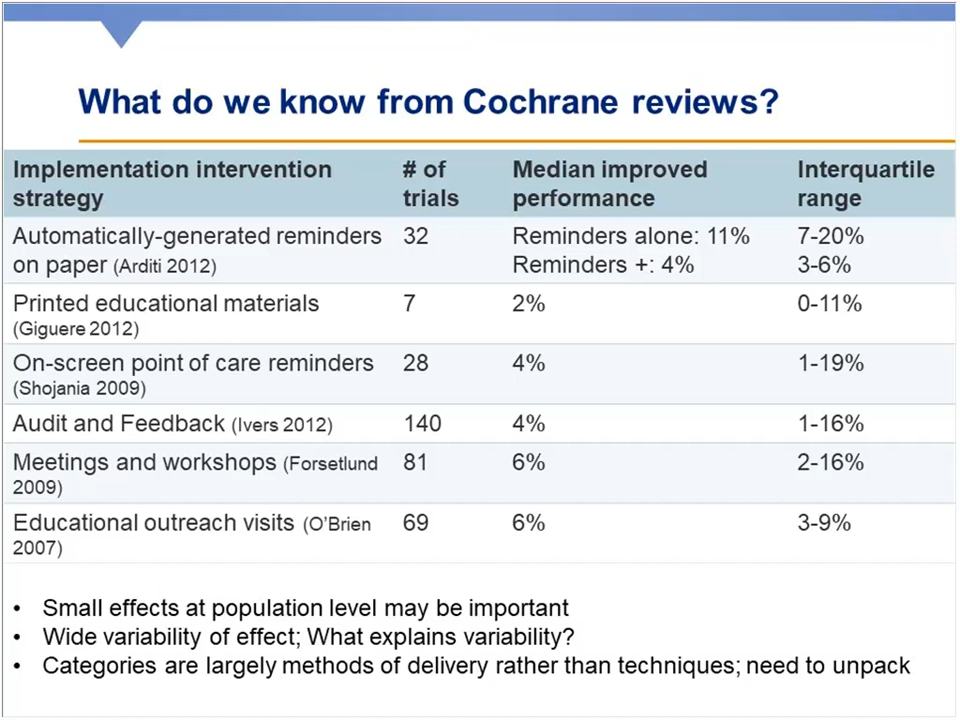 What do we know from Cochrane reviews?
Implementation intervention strategy | # of trials | Median improved performance | Interquartile range
Automatically-generated reminders on paper (Arditi 2012) | 32 | Reminders alone: 11% | 7-20%
Reminders +: 4% | 3-6%
Printed educational materials (Giguere 2012) | 7 | 2% | 0-11%
On-screen point of care reminders (Shojania 2009) | 28 | 4% | 1-19%
Audit and Feedback (Ivers 2012) | 140 | 4% | 1-16%
Meetings and workshops (Forsetlund 2009) | 81 | 6% | 2-16%
Educational outreach visits (O’Brien 2007) | 69 | 6% | 3-9%
• Small effects at population level may be important
• Wide variability of effect; What explains variability?
• Categories are largely methods of delivery rather than techniques; need to unpack